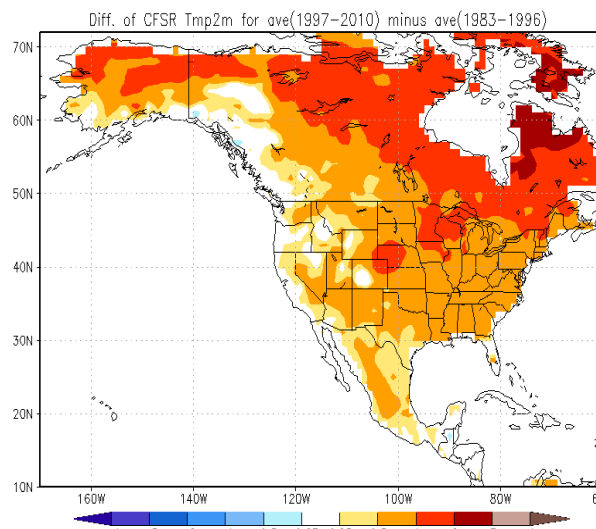 Diff. of CFSR Tmp2m for ave(1997-2010) minus ave(1983-1996)
70N
60N
50N
40N
30N
20N
10N
160W
140W
120W
100W
80W